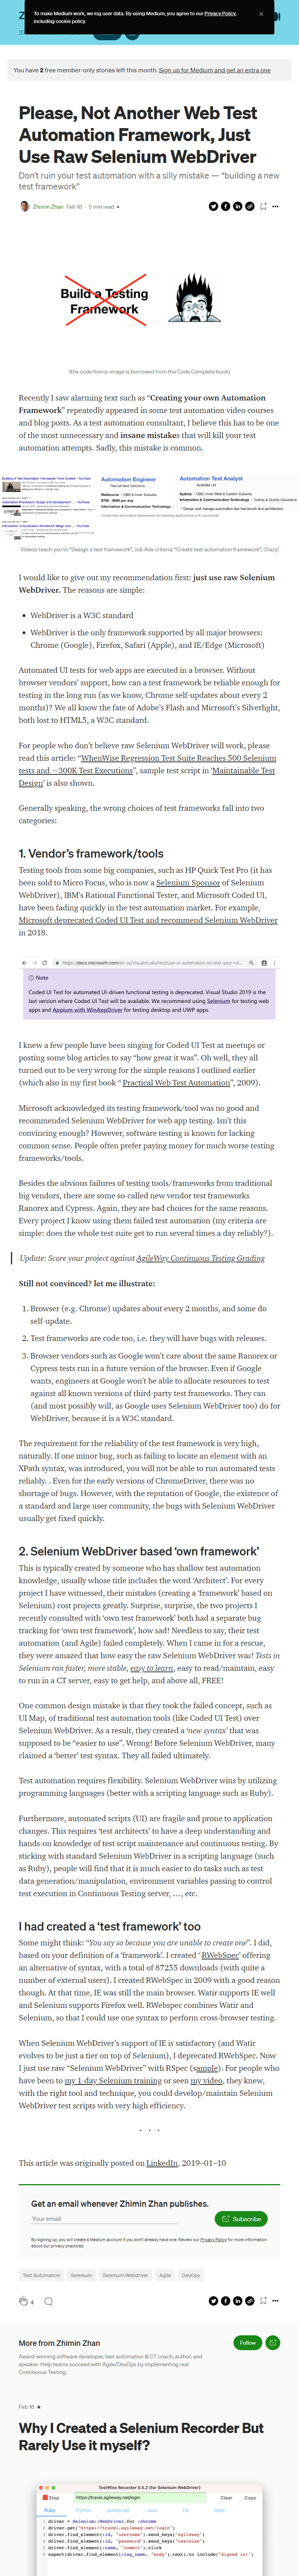 To make Medium work, we log user data. By using Medium, you agree to our Privacy Policy,
including cookie policy.
You have 2 free member-only stories left this month. Sign up for Medium and get an extra one
Please, Not Another Web Test
Automation Framework, Just
Use Raw Selenium WebDriver
Don't ruin your test automation with a silly mistake — "building a new
test framework"
Zhimin Zhan Feb 18 · 5 min read
Build a Testing
Framework
(the code horror image is borrowed from the Code Complete book)
Recently I saw alarming text such as "Creating your own Automation
Framework" repeatedly appeared in some test automation video courses
and blog posts. As a test automation consultant, I believe this has to be one
of the most unnecessary and insane mistakes that will kill your test
automation attempts. Sadly, this mistake is common.
Automation Engineer
Automation Test Analyst
Videos teach you to "Design a test framework", Job Ads criteria: "Create test automation framework", Crazy!
I would like to give out my recommendation first: just use raw Selenium
WebDriver. The reasons are simple:
• WebDriver is a W3C standard
• WebDriver is the only framework supported by all major browsers:
Chrome (Google), Firefox, Safari (Apple), and IE/Edge (Microsoft)
Automated UI tests for web apps are executed in a browser. Without
browser vendors' support, how can a test framework be reliable enough for
testing in the long run (as we know, Chrome self-updates about every 2
months)? We all know the fate of Adobe's Flash and Microsoft's Silverlight,
both lost to HTML5, a W3C standard.
For people who don't believe raw Selenium WebDriver will work, please
read this article: "WhenWise Regression Test Suite Reaches 500 Selenium
tests and ~300K Test Executions", sample test script in 'Maintainable Test
Design' is also shown.
Generally speaking, the wrong choices of test frameworks fall into two
categories:
1. Vendor's framework/tools
Testing tools from some big companies, such as HP Quick Test Pro (it has
been sold to Micro Focus, who is now a Selenium Sponsor of Selenium
WebDriver), IBM's Rational Functional Tester, and Microsoft Coded UI,
have been fading quickly in the test automation market. For example,
Microsoft deprecated Coded UI Test and recommend Selenium WebDriver
in 2018.
Note
Coded UI Test for automated UI-driven functional testing is deprecated. Visual Studio 2019 is the
last version where Coded UI Test will be available. We recommend using Selenium for testing web
apps and Appium with WinAppDriver for testing desktop and UWP apps.
I knew a few people have been singing for Coded UI Test at meetups or
posting some blog articles to say "how great it was". Oh well, they all
turned out to be very wrong for the simple reasons I outlined earlier
(which also in my first book " Practical Web Test Automation", 2009).
Microsoft acknowledged its testing framework/tool was no good and
recommended Selenium WebDriver for web app testing. Isn't this
convincing enough? However, software testing is known for lacking
common sense. People often prefer paying money for much worse testing
frameworks/tools.
Besides the obvious failures of testing tools/frameworks from traditional
big vendors, there are some so-called new vendor test frameworks
Ranorex and Cypress. Again, they are bad choices for the same reasons.
Every project I know using them failed test automation (my criteria are
simple: does the whole test suite get to run several times a day reliably?).
Update: Score your project against AgileWay Continuous Testing Grading
Still not convinced? let me illustrate:
1. Browser (e.g. Chrome) updates about every 2 months, and some do
self-update.
2. Test frameworks are code too, i.e. they will have bugs with releases.
3. Browser vendors such as Google won't care about the same Ranorex or
Cypress tests run in a future version of the browser. Even if Google
wants, engineers at Google won't be able to allocate resources to test
against all known versions of third-party test frameworks. They can
(and most possibly will, as Google uses Selenium WebDriver too) do for
WebDriver, because it is a W3C standard.
The requirement for the reliability of the test framework is very high,
naturally. If one minor bug, such as failing to locate an element with an
XPath syntax, was introduced, you won't be able to run automated tests
reliably. . Even for the early versions of ChromeDriver, there was no
shortage of bugs. However, with the reputation of Google, the existence of
a standard and large user community, the bugs with Selenium WebDriver
usually get fixed quickly.
2. Selenium WebDriver based 'own framework'
This is typically created by someone who has shallow test automation
knowledge, usually whose title includes the word 'Architect'. For every
project I have witnessed, their mistakes (creating a 'framework' based on
Selenium) cost projects greatly. Surprise, surprise, the two projects I
recently consulted with 'own test framework' both had a separate bug
tracking for 'own test framework', how sad! Needless to say, their test
automation (and Agile) failed completely. When I came in for a rescue,
they were amazed that how easy the raw Selenium WebDriver was! Tests in
Selenium ran faster, more stable, easy to learn, easy to read/maintain, easy
to run in a CT server, easy to get help, and above all, FREE!
One common design mistake is that they took the failed concept, such as
UI Map, of traditional test automation tools (like Coded UI Test) over
Selenium WebDriver. As a result, they created a 'new syntax' that was
supposed to be "easier to use". Wrong! Before Selenium WebDriver, many
claimed a 'better' test syntax. They all failed ultimately.
Test automation requires flexibility. Selenium WebDriver wins by utilizing
programming languages (better with a scripting language such as Ruby).
Furthermore, automated scripts (UI) are fragile and prone to application
changes. This requires 'test architects' to have a deep understanding and
hands-on knowledge of test script maintenance and continuous testing. By
sticking with standard Selenium WebDriver in a scripting language (such
as Ruby), people will find that it is much easier to do tasks such as test
data generation/manipulation, environment variables passing to control
test execution in Continuous Testing server, …, etc.
I had created a 'test framework' too
Some might think: "You say so because you are unable to create one". I did,
based on your definition of a 'framework'. I created ' RWebSpec' offering
an alternative of syntax, with a total of 87255 downloads (with quite a
number of external users). I created RWebSpec in 2009 with a good reason
though. At that time, IE was still the main browser. Watir supports IE well
and Selenium supports Firefox well. RWebspec combines Watir and
Selenium, so that I could use one syntax to perform cross-browser testing.
When Selenium WebDriver's support of IE is satisfactory (and Watir
evolves to be just a tier on top of Selenium), I deprecated RWebSpec. Now
I just use raw "Selenium WebDriver" with RSpec (sample). For people who
have been to my 1-day Selenium training or seen my video, they knew,
with the right tool and technique, you could develop/maintain Selenium
WebDriver test scripts with very high efficiency.
. . .
This article was originally posted on LinkedIn, 2019–01–10
Get an email whenever Zhimin Zhan publishes.
Your email
Subscribe
By signing up, you will create a Medium account if you don't already have one. Review our Privacy Policy for more information
about our privacy practices.
Test Automation Selenium Selenium Webdriver Agile DevOps
4
More from Zhimin Zhan
Follow
Award-winning software developer, test automation & CT coach, author, and
speaker. Help teams succeed with Agile/DevOps by implementing real
Continuous Testing.
Feb 16
Why I Created a Selenium Recorder But
Rarely Use it myself?
TestWise Recorder 0.5.2 (for Selenium WebDriver)
Stop https://travel.agileway.net/login Clear Copy
Ruby Python JavaScript Java C# Watir
driver = Selenium::WebDriver.for :chrome
driver.get("https://travel.agileway.net/login")
driver.find_element(:id, "username").send_keys("agileway")
driver.find_element(:id, "password").send_keys("testwise")
driver.find_element(:name, "commit").click
expect(driver.find_element(:tag_name, "body").text).to include("Signed in!")